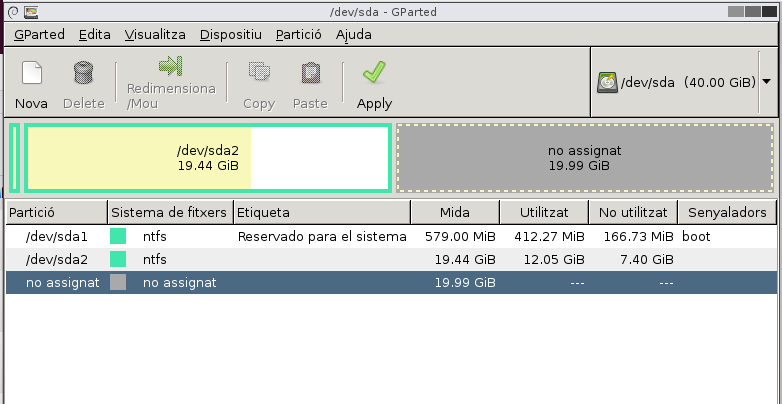 /dev/sda - GParted
GParted Edita Visualitza Dispositiu Partició Ajuda
Nova Delete Redimensiona /Mou Copy Paste Apply /dev/sda (40.00 GiB)
/dev/sda2 no assignat
19.44 GiB 19.99 GiB
Partició Sistema de fitxers Etiqueta Mida Utilitzat No utilitzat Senyaladors
/dev/sda1 ntfs Reservado para el sistema 579.00 MiB 412.27 MiB 166.73 MiB boot
/dev/sda2 ntfs 19.44 GiB 12.05 GiB 7.40 GiB
no assignat no assignat 19.99 GiB --- ---